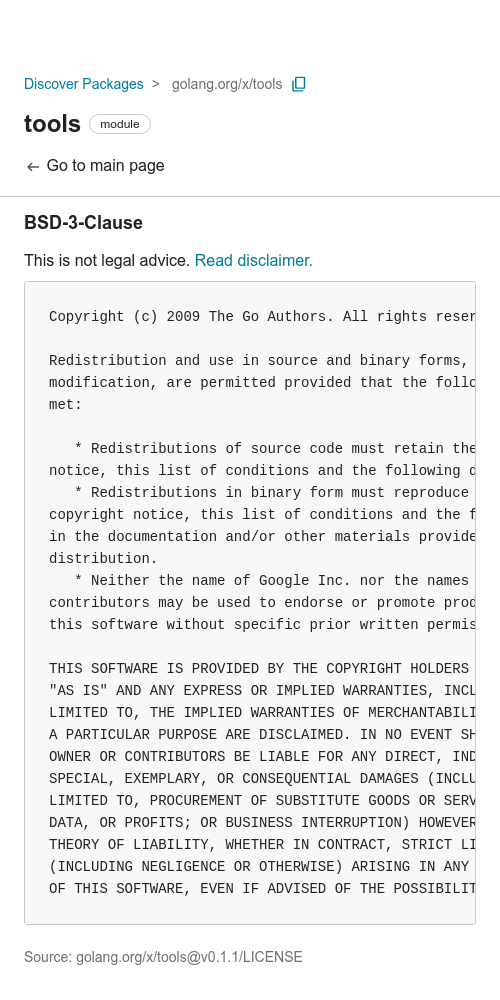 Discover Packages > golang.org/x/tools
tools module
Go to main page
BSD-3-Clause
This is not legal advice. Read disclaimer.
Copyright (c) 2009 The Go Authors. All rights reser
Redistribution and use in source and binary forms,
modification, are permitted provided that the follo
met:
* Redistributions of source code must retain the
notice, this list of conditions and the following d
* Redistributions in binary form must reproduce
copyright notice, this list of conditions and the f
in the documentation and/or other materials provide
distribution.
* Neither the name of Google Inc. nor the names
contributors may be used to endorse or promote prod
this software without specific prior written permis
THIS SOFTWARE IS PROVIDED BY THE COPYRIGHT HOLDERS
"AS IS" AND ANY EXPRESS OR IMPLIED WARRANTIES, INCL
LIMITED TO, THE IMPLIED WARRANTIES OF MERCHANTABILI
A PARTICULAR PURPOSE ARE DISCLAIMED. IN NO EVENT SH
OWNER OR CONTRIBUTORS BE LIABLE FOR ANY DIRECT, IND
SPECIAL, EXEMPLARY, OR CONSEQUENTIAL DAMAGES (INCLU
LIMITED TO, PROCUREMENT OF SUBSTITUTE GOODS OR SERV
DATA, OR PROFITS; OR BUSINESS INTERRUPTION) HOWEVER
THEORY OF LIABILITY, WHETHER IN CONTRACT, STRICT LI
(INCLUDING NEGLIGENCE OR OTHERWISE) ARISING IN ANY
OF THIS SOFTWARE, EVEN IF ADVISED OF THE POSSIBILIT
Source: golang.org/x/tools@v0.1.1/LICENSE